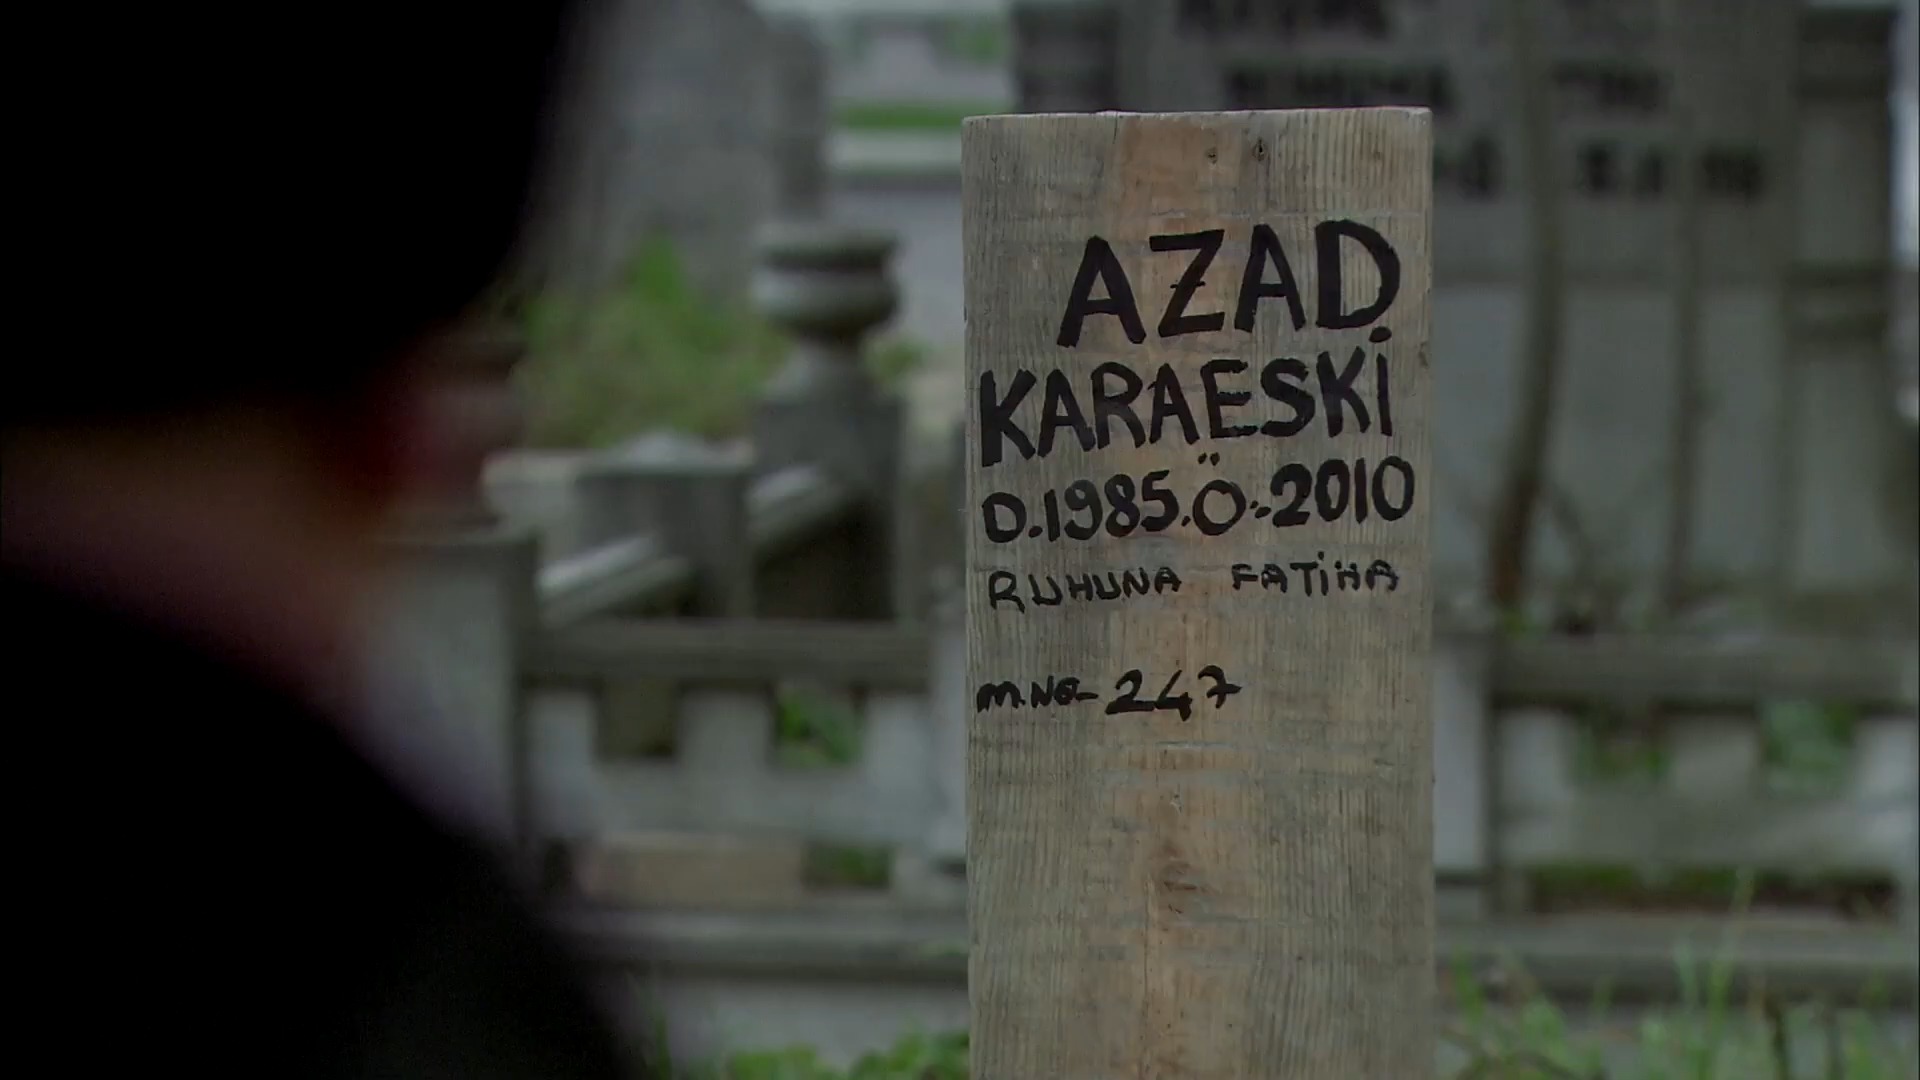 AZAD
KARAESKİ
D.1985.Ö.-2010
RUHUNA FATİHA
M.NO- 247